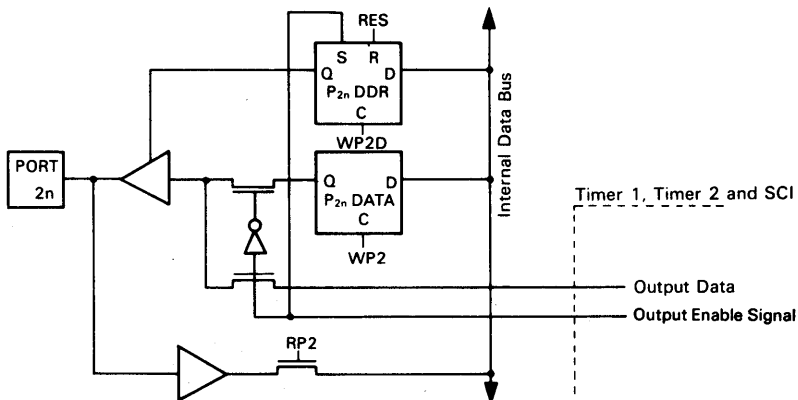 RES
S R
Q D
P2n DDR
C
WP2D
PORT
2n
Q D
P2n DATA
C
WP2
Internal Data Bus
Timer 1, Timer 2 and SCI
Output Data
Output Enable Signal
RP2